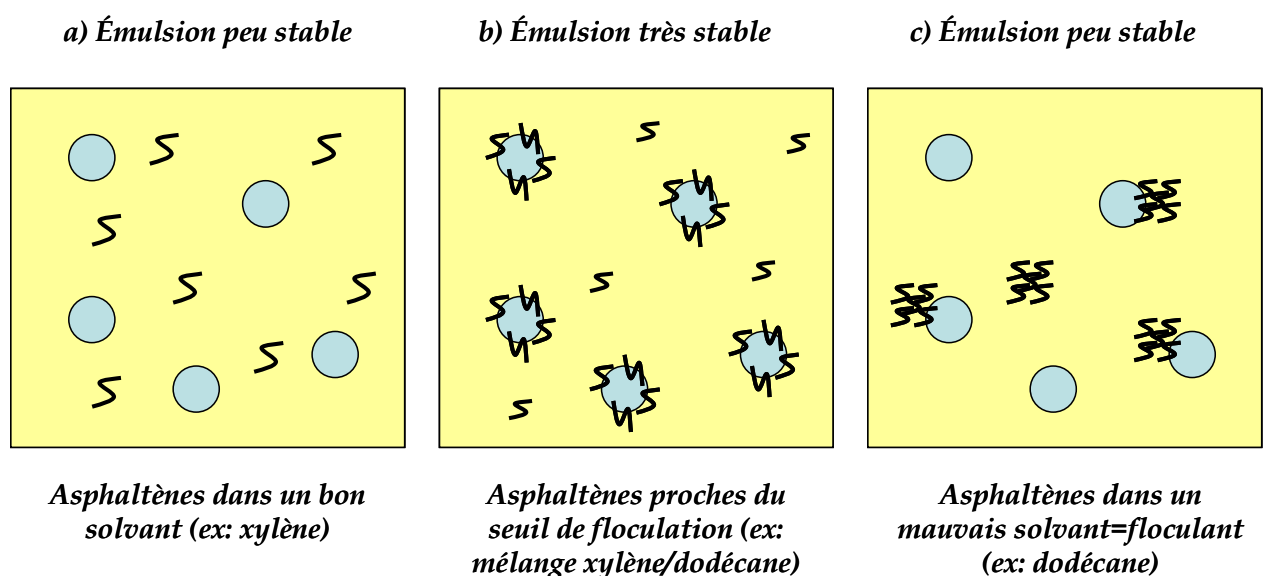 a) Émulsion peu stable
b) Émulsion très stable
c) Émulsion peu stable
Asphaltènes dans un bon
solvant (ex: xylène)
Asphaltènes proches du
seuil de floculation (ex:
mélange xylène/dodécane)
Asphaltènes dans un
mauvais solvant=floculant
(ex: dodécane)